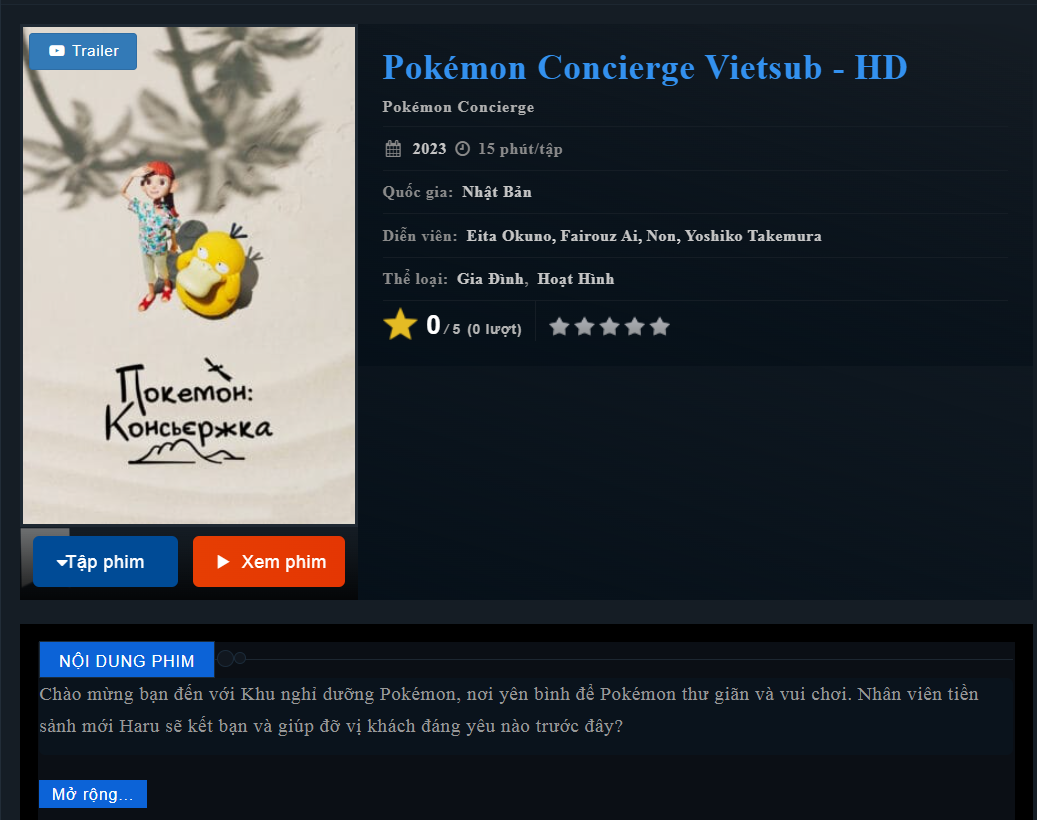 Trailer
Pokémon Concierge Vietsub - HD
Pokémon Concierge
2023 15 phút/tập
Quốc gia: Nhật Bản
Diễn viên: Eita Okuno, Fairouz Ai, Non, Yoshiko Takemura
Thể loại: Gia Đình, Hoạt Hình
0 / 5 (0 lượt)
Покемон:
Консьєржка
Tập phim
Xem phim
NỘI DUNG PHIM
Chào mừng bạn đến với Khu nghỉ dưỡng Pokémon, nơi yên bình để Pokémon thư giãn và vui chơi. Nhân viên tiền
sảnh mới Haru sẽ kết bạn và giúp đỡ vị khách đáng yêu nào trước đây?
Mở rộng...